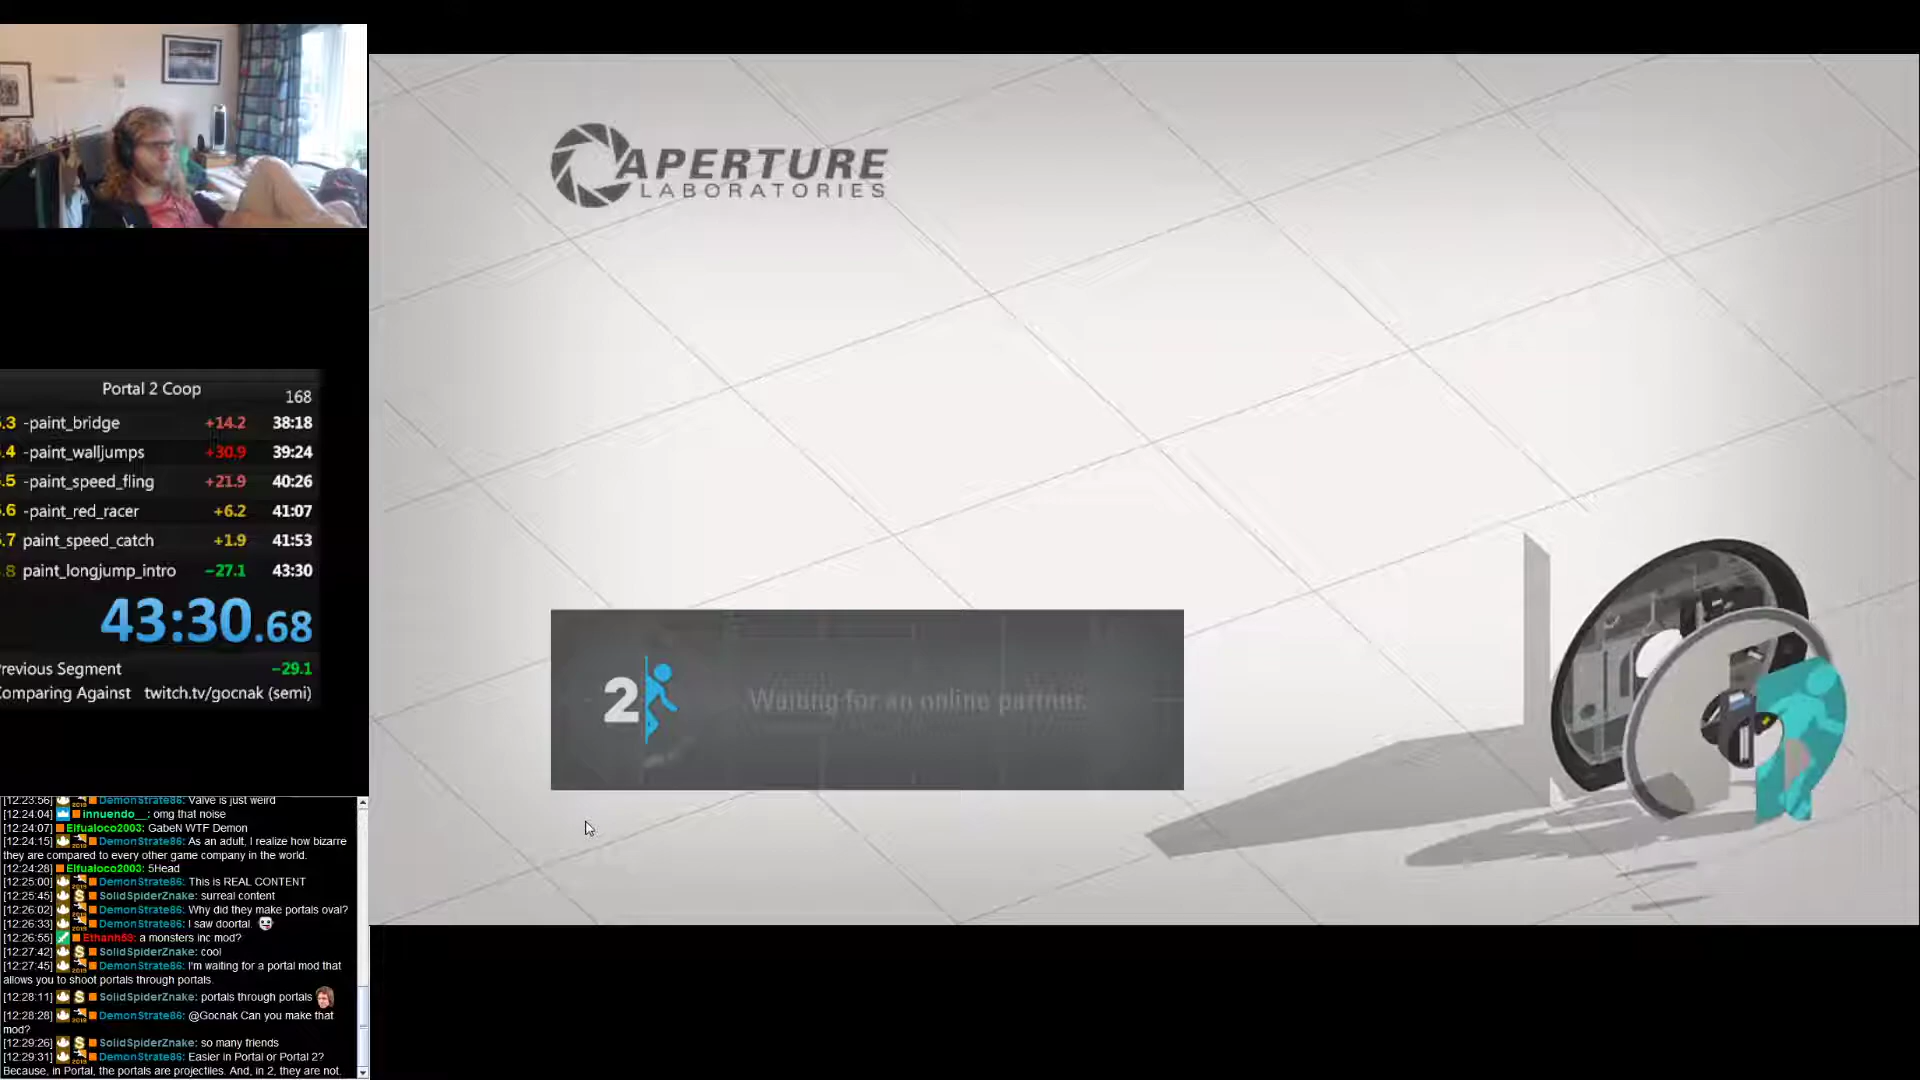 APERTURE
LABORATORIES
2
Waiting for an online partner.
Portal 2 Coop
168
.3 -paint_bridge +14.2 38:18
.4 -paint_walljumps +30.9 39:24
.5 -paint_speed_fling +21.9 40:26
.6 -paint_red_racer +6.2 41:07
.7 paint_speed_catch +1.9 41:53
.8 paint_longjump_intro −27.1 43:30
43:30.68
revious Segment −29.1
omparing Against twitch.tv/gocnak (semi)
[12:23:56] DemonStrate86: Valve is just weird
[12:24:04] innuendo__: omg that noise
[12:24:07] Elfualoco2003: GabeN WTF Demon
[12:24:15] DemonStrate86: As an adult, I realize how bizarre
they are compared to every other game company in the world.
[12:24:28] Elfualoco2003: 5Head
[12:25:00] DemonStrate86: This is REAL CONTENT
[12:25:45] SolidSpiderZnake: surreal content
[12:26:02] DemonStrate86: Why did they make portals oval?
[12:26:33] DemonStrate86: I saw doortal.
[12:26:55] Ethanh59: a monsters inc mod?
[12:27:42] SolidSpiderZnake: cool
[12:27:45] DemonStrate86: I'm waiting for a portal mod that
allows you to shoot portals through portals.
[12:28:11] SolidSpiderZnake: portals through portals
[12:28:28] DemonStrate86: @Gocnak Can you make that
mod?
[12:29:26] SolidSpiderZnake: so many friends
[12:29:31] DemonStrate86: Easier in Portal or Portal 2?
Because, in Portal, the portals are projectiles. And, in 2, they are not.